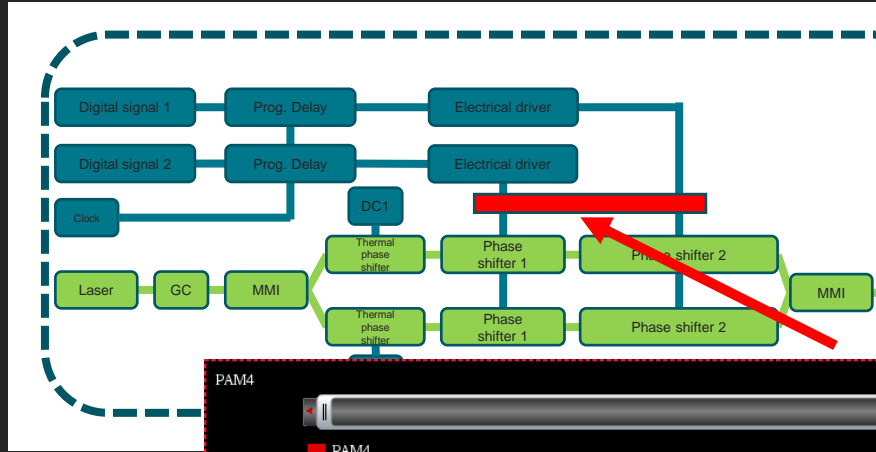 Digital signal 1
Prog. Delay
Electrical driver
Digital signal 2
Prog. Delay
Electrical driver
Clock
DC1
Thermal
phase
shifter
Phase
shifter 1
Phase shifter 2
Laser
GC
MMI
MMI
Thermal
phase
shifter
Phase
shifter 1
Phase shifter 2
PAM4
PAM4